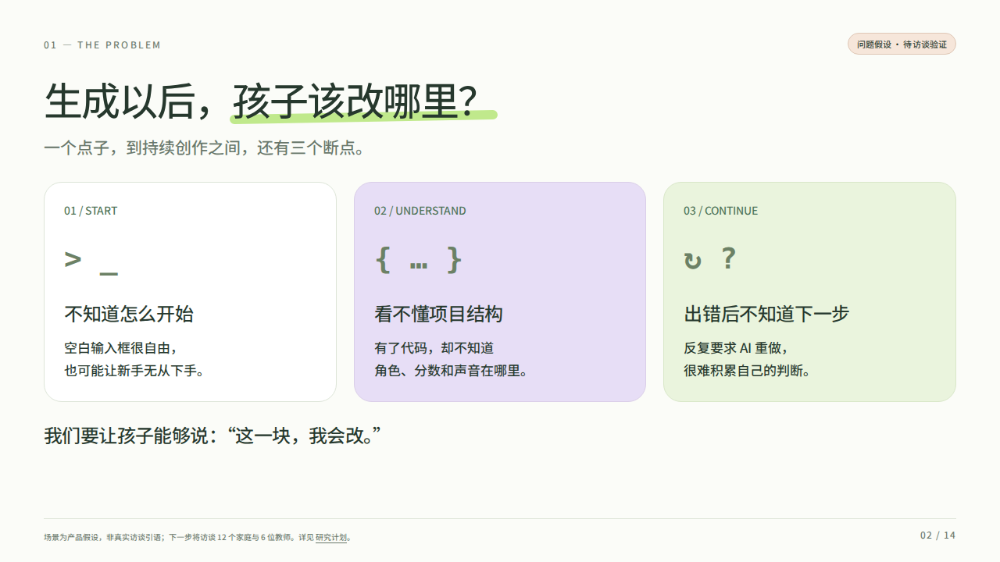 01 — THE PROBLEM
问题假设 · 待访谈验证
生成以后，孩子该改哪里？
一个点子，到持续创作之间，还有三个断点。
01 / START
> _
不知道怎么开始
空白输入框很自由，
也可能让新手无从下手。
02 / UNDERSTAND
{ … }
看不懂项目结构
有了代码，却不知道
角色、分数和声音在哪里。
03 / CONTINUE
↻ ?
出错后不知道下一步
反复要求 AI 重做，
很难积累自己的判断。
我们要让孩子能够说：“这一块，我会改。”
场景为产品假设，非真实访谈引语；下一步将访谈 12 个家庭与 6 位教师。详见 研究计划。
02 / 14